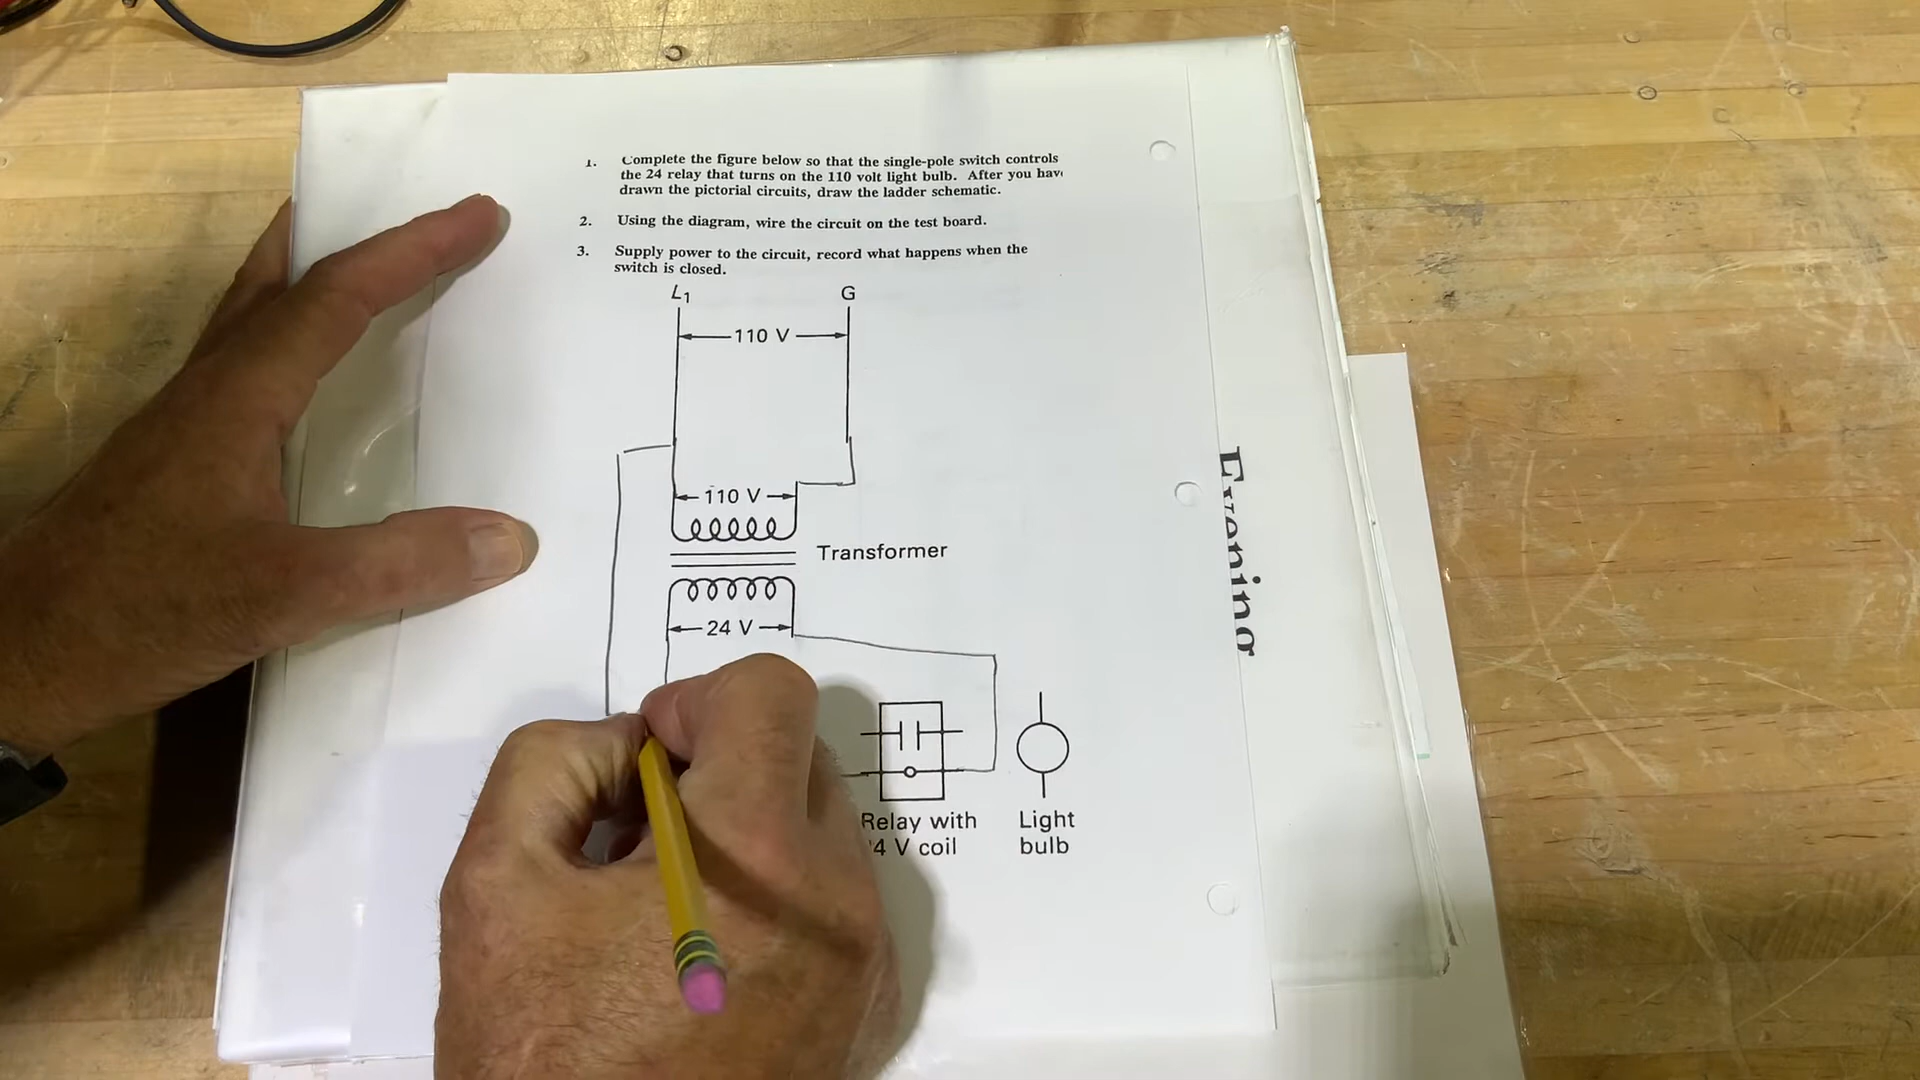 1. Complete the figure below so that the single-pole switch controls
the 24 relay that turns on the 110 volt light bulb. After you hav
drawn the pictorial circuits, draw the ladder schematic.
2. Using the diagram, wire the circuit on the test board.
3. Supply power to the circuit, record what happens when the
switch is closed.
L1 G
110 V
110 V
Transformer
24 V
Relay with
4 V coil
Light
bulb
Evening